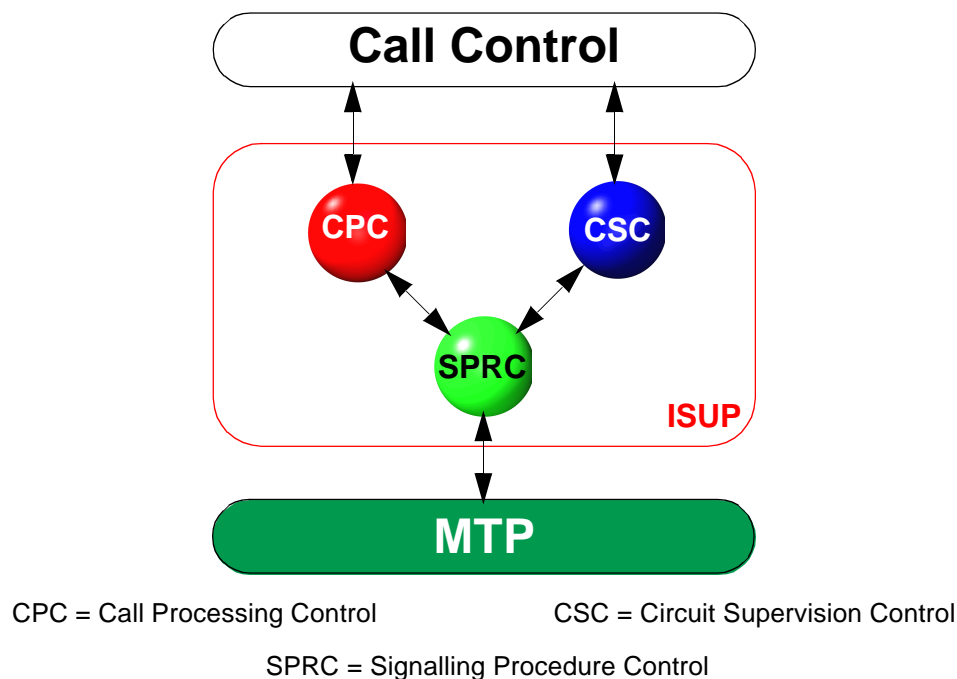 Call Control
CPC
CSC
SPRC
ISUP
MTP
CPC = Call Processing Control
CSC = Circuit Supervision Control
SPRC = Signalling Procedure Control